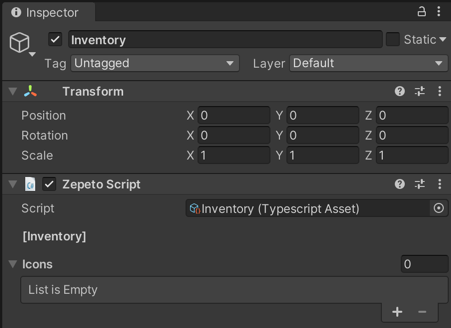 Inspector
Inventory
Static
Tag Untagged Layer Default
Transform
Position X 0 Y 0 Z 0
Rotation X 0 Y 0 Z 0
Scale X 1 Y 1 Z 1
Zepeto Script
Script Inventory (Typescript Asset)
[Inventory]
Icons 0
List is Empty
+ −